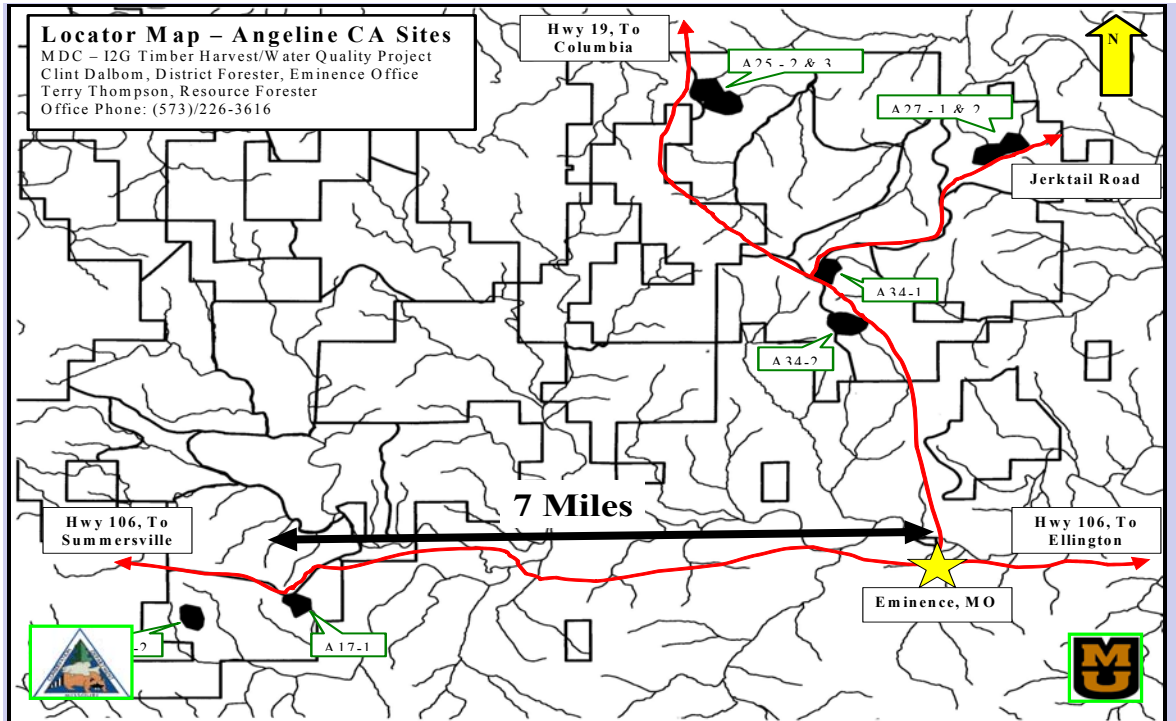 Locator Map – Angeline CA Sites
MDC – I2G Timber Harvest/Water Quality Project
Clint Dalbom, District Forester, Eminence Office
Terry Thompson, Resource Forester
Office Phone: (573)/226-3616
Hwy 19, To
Columbia
N
A25 - 2 & 3
A27 - 1 & 2
Jerktail Road
A34-1
A34-2
7 Miles
Hwy 106, To
Summersville
Hwy 106, To
Ellington
Eminence, MO
-2
A17-1
MU